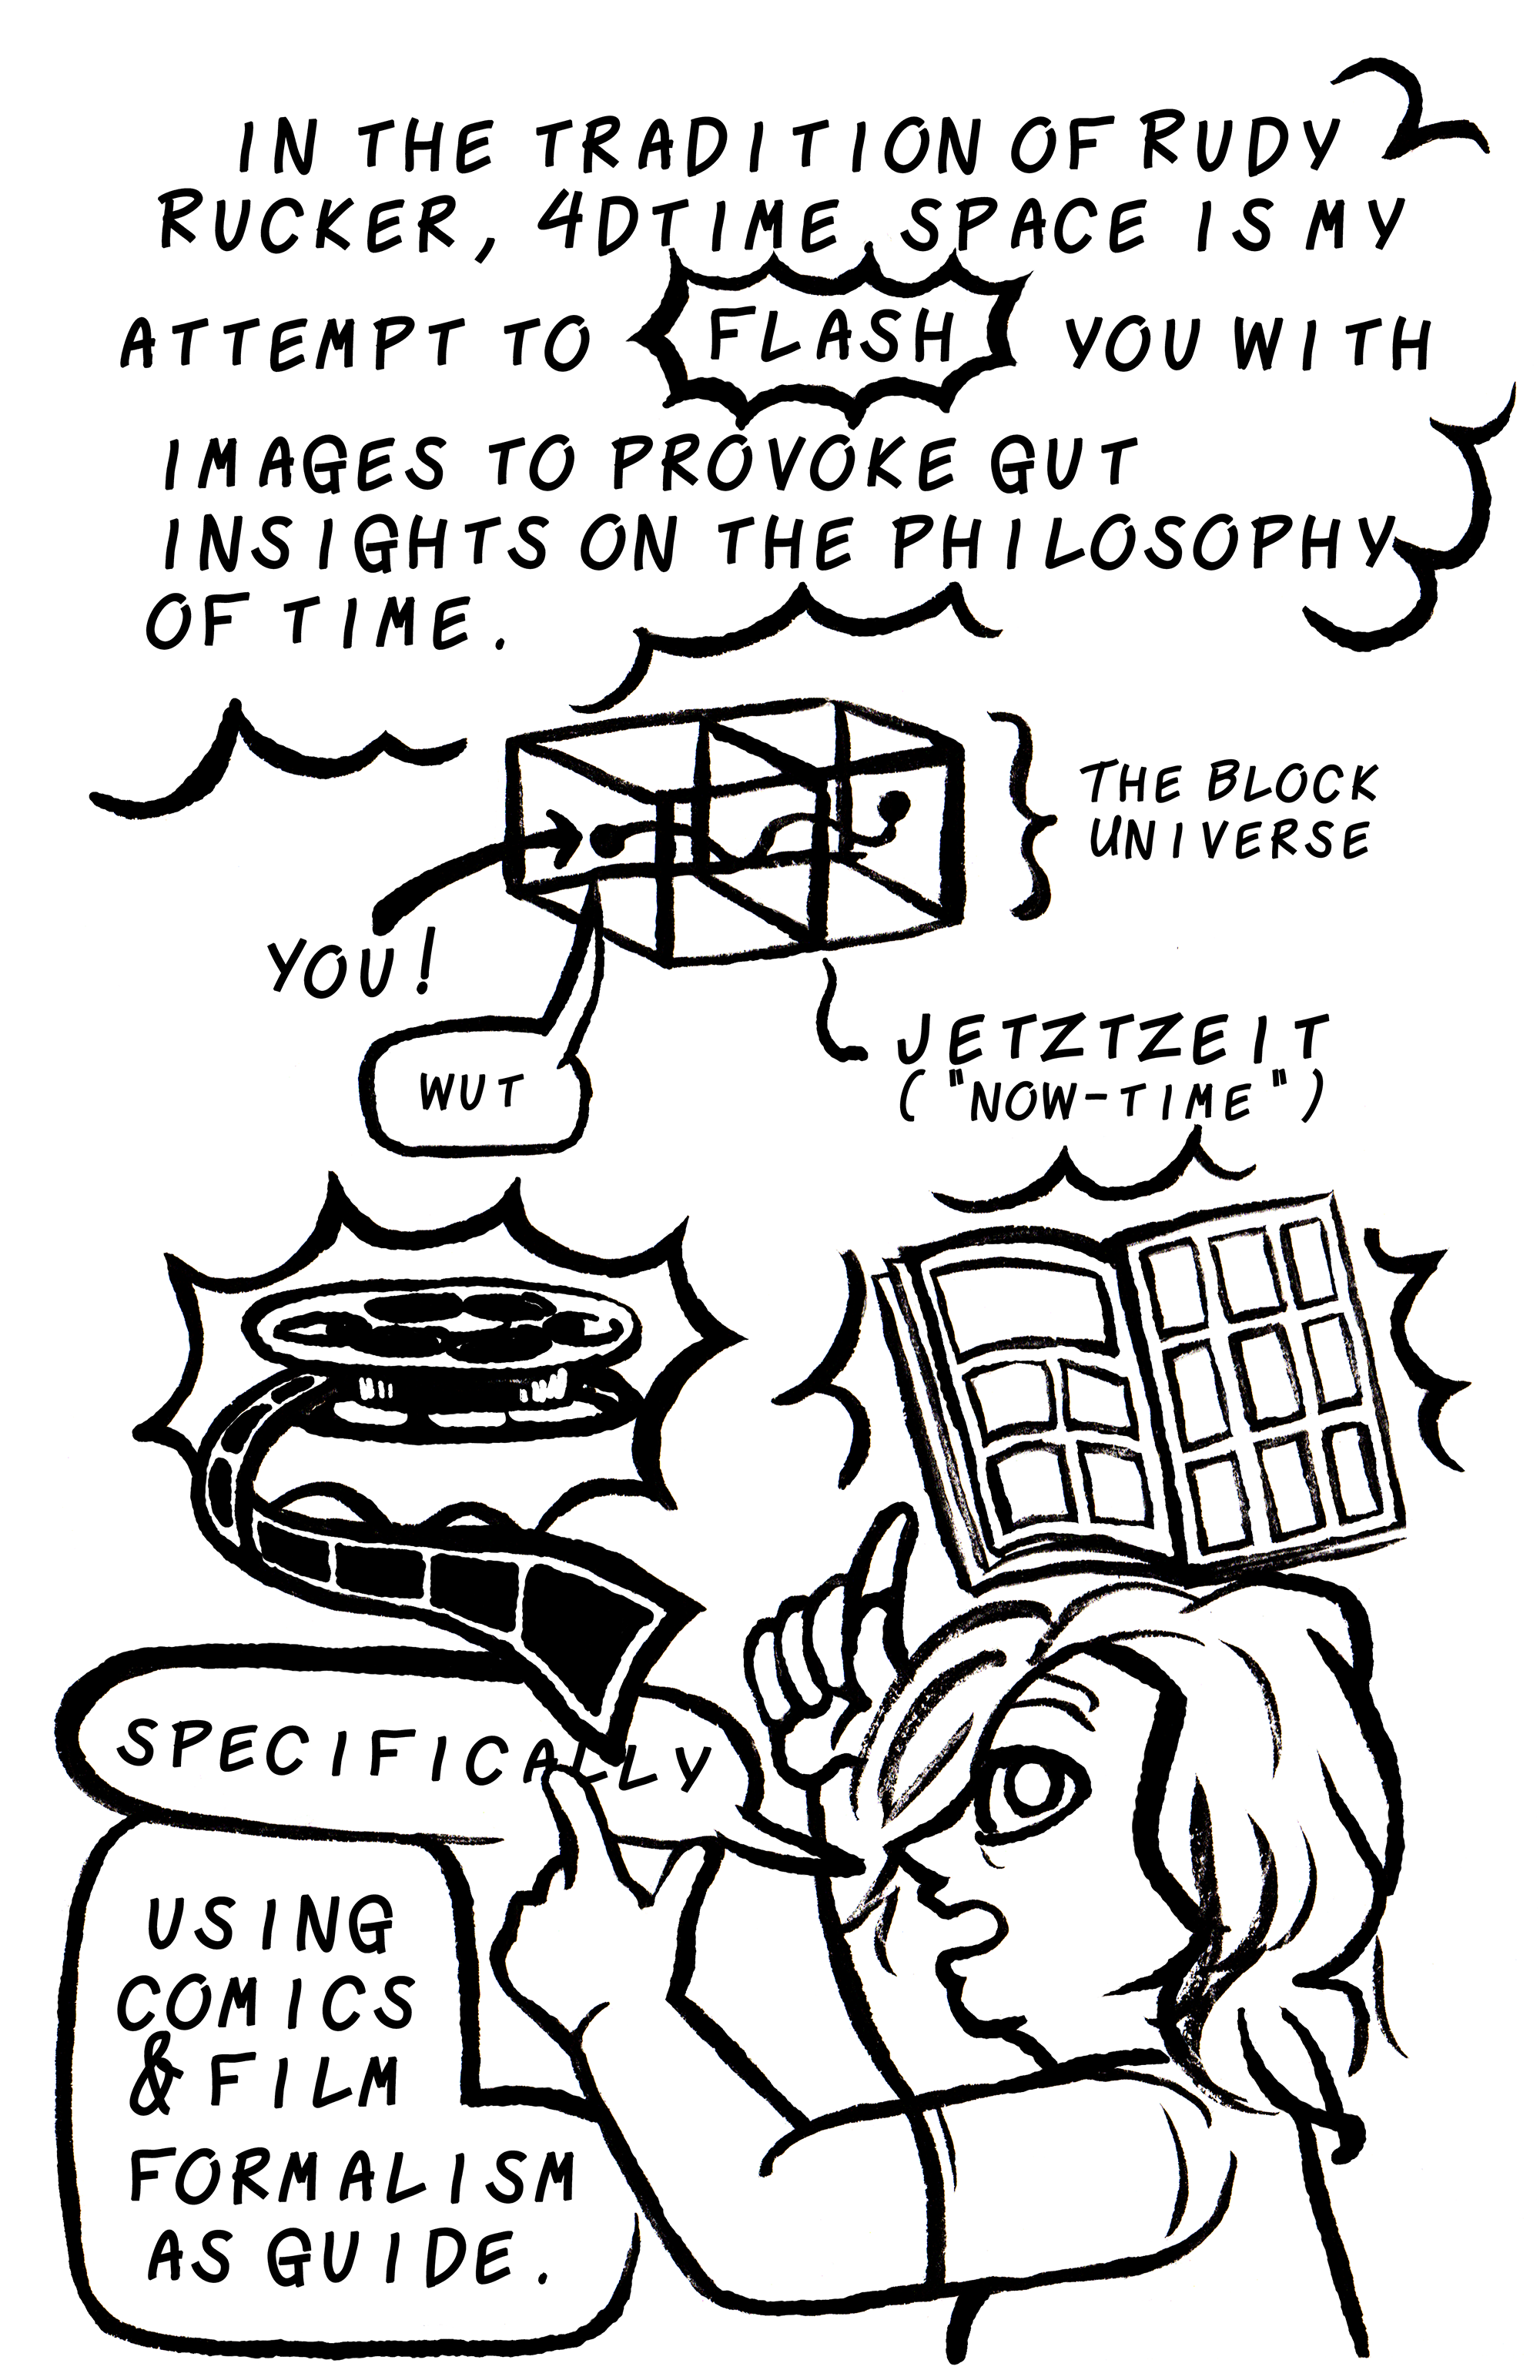 IN THE TRADITION OF RUDY
RUCKER, 4DTIME.SPACE IS MY
ATTEMPT TO FLASH YOU WITH
IMAGES TO PROVOKE GUT
INSIGHTS ON THE PHILOSOPHY
OF TIME.
THE BLOCK
UNIVERSE
YOU!
WUT
JETZTZEIT
("NOW-TIME")
SPECIFICALLY
USING
COMICS
& FILM
FORMALISM
AS GUIDE.